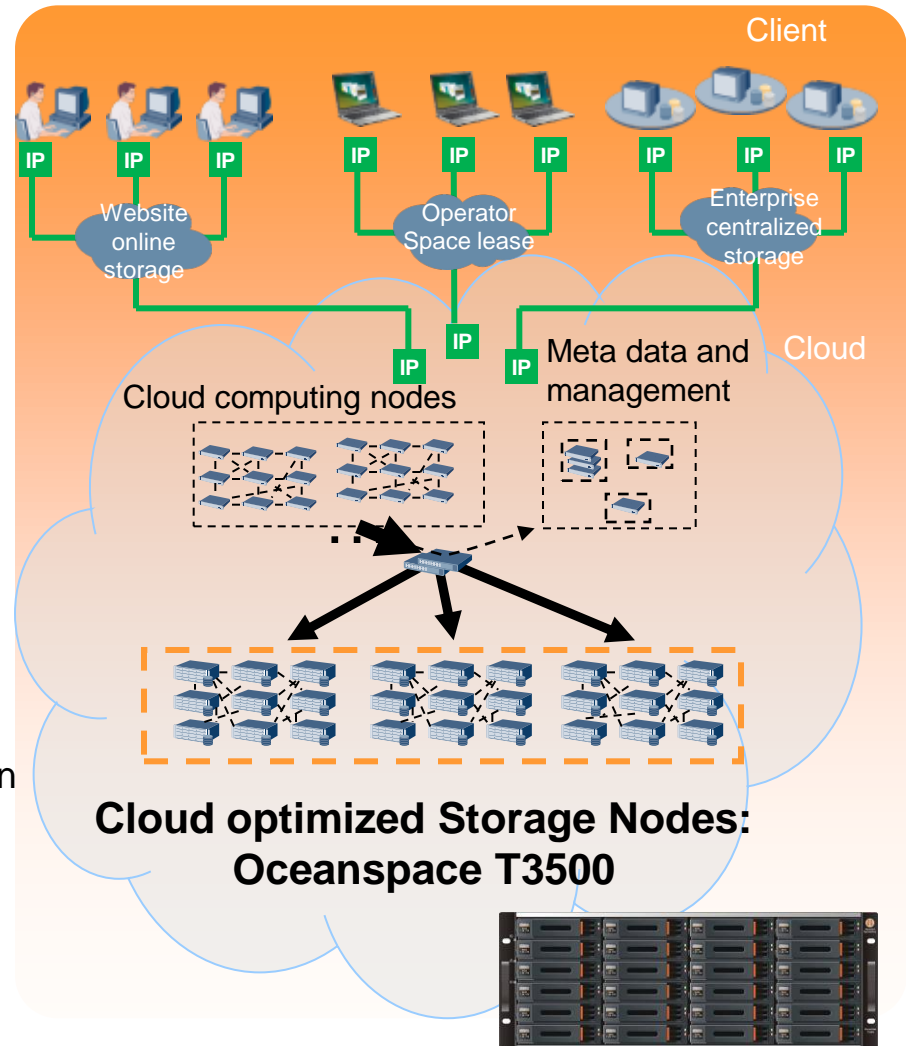 Client
IP IP IP IP IP IP IP IP IP
Website
online
storage
Operator
Space lease
Enterprise
centralized
storage
IP
IP
IP
Cloud
Meta data and
management
Cloud computing nodes
. .
n
Cloud optimized Storage Nodes:
Oceanspace T3500